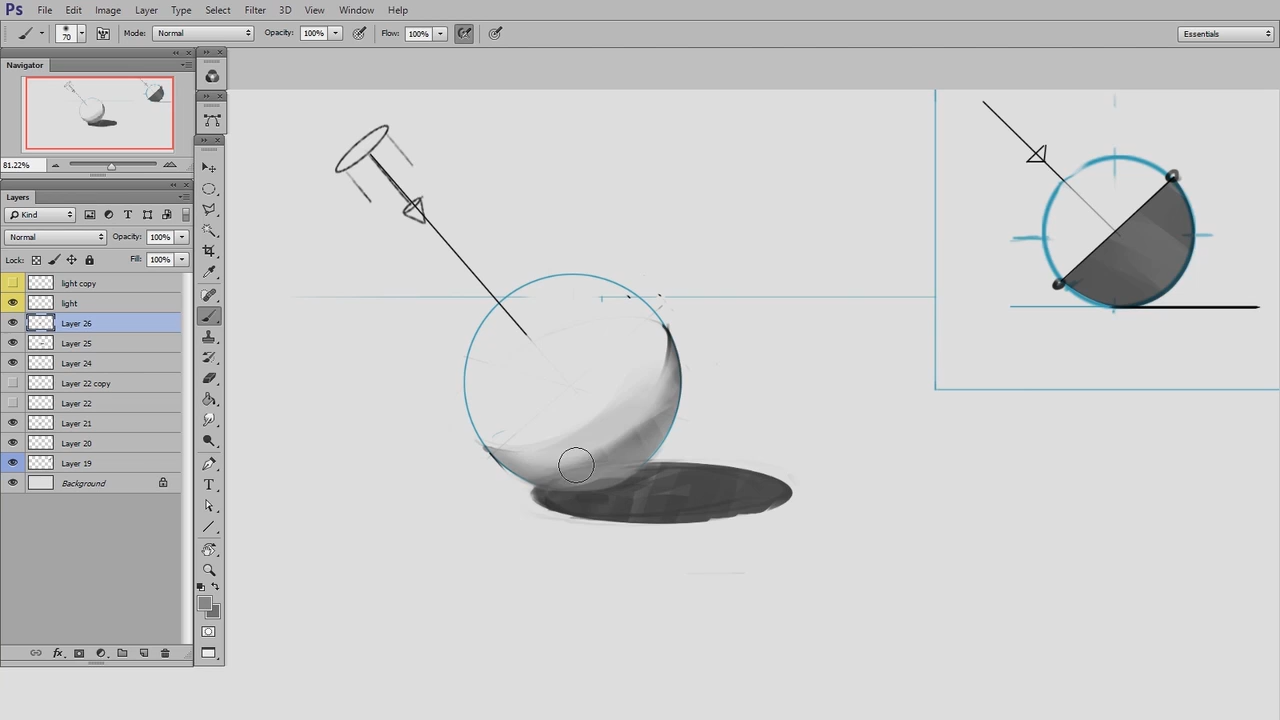 Ps File Edit Image Layer Type Select Filter 3D View Window Help
70 Mode: Normal Opacity: 100% Flow: 100% Essentials
Navigator
81.22%
Layers
Kind
Normal Opacity: 100%
Lock: Fill: 100%
light copy
light
Layer 26
Layer 25
Layer 24
Layer 22 copy
Layer 22
Layer 21
Layer 20
Layer 19
Background
fx